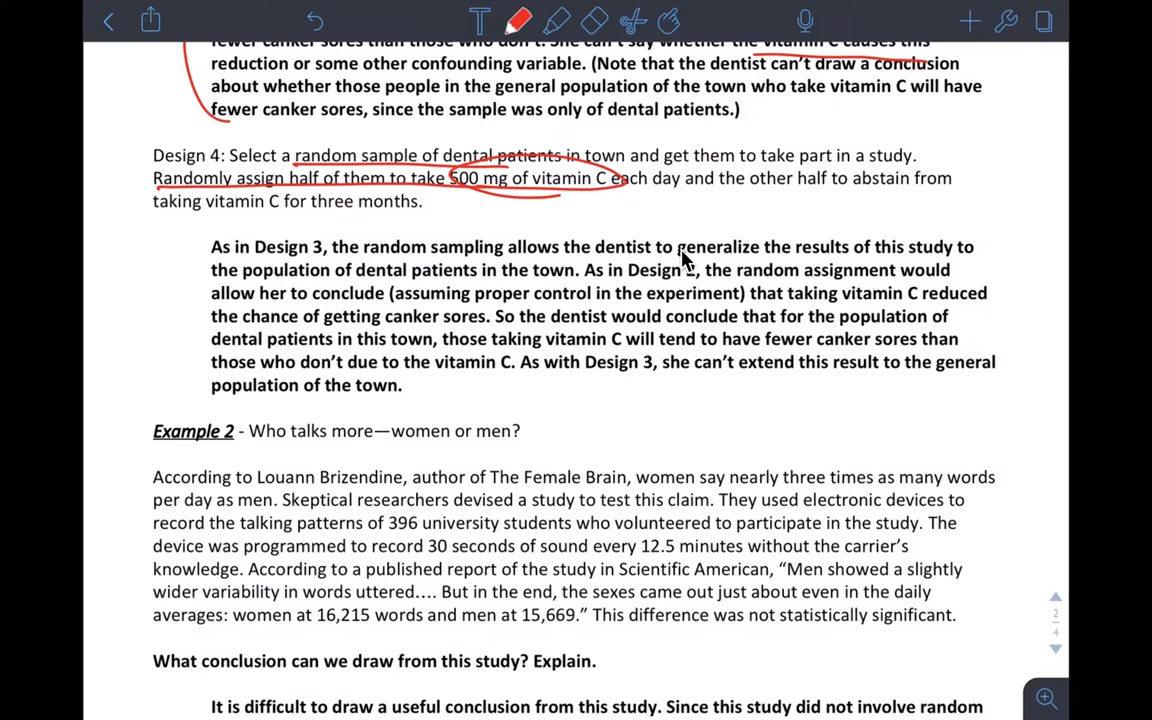 fewer canker sores than those who don't. She can't say whether the vitamin C causes this
reduction or some other confounding variable. (Note that the dentist can't draw a conclusion
about whether those people in the general population of the town who take vitamin C will have
fewer canker sores, since the sample was only of dental patients.)
Design 4: Select a random sample of dental patients in town and get them to take part in a study.
Randomly assign half of them to take 500 mg of vitamin C each day and the other half to abstain from
taking vitamin C for three months.
As in Design 3, the random sampling allows the dentist to generalize the results of this study to
the population of dental patients in the town. As in Design 2, the random assignment would
allow her to conclude (assuming proper control in the experiment) that taking vitamin C reduced
the chance of getting canker sores. So the dentist would conclude that for the population of
dental patients in this town, those taking vitamin C will tend to have fewer canker sores than
those who don't due to the vitamin C. As with Design 3, she can't extend this result to the general
population of the town.
Example 2 - Who talks more—women or men?
According to Louann Brizendine, author of The Female Brain, women say nearly three times as many words
per day as men. Skeptical researchers devised a study to test this claim. They used electronic devices to
record the talking patterns of 396 university students who volunteered to participate in the study. The
device was programmed to record 30 seconds of sound every 12.5 minutes without the carrier's
knowledge. According to a published report of the study in Scientific American, “Men showed a slightly
wider variability in words uttered…. But in the end, the sexes came out just about even in the daily
averages: women at 16,215 words and men at 15,669.” This difference was not statistically significant.
What conclusion can we draw from this study? Explain.
It is difficult to draw a useful conclusion from this study. Since this study did not involve random
2
4